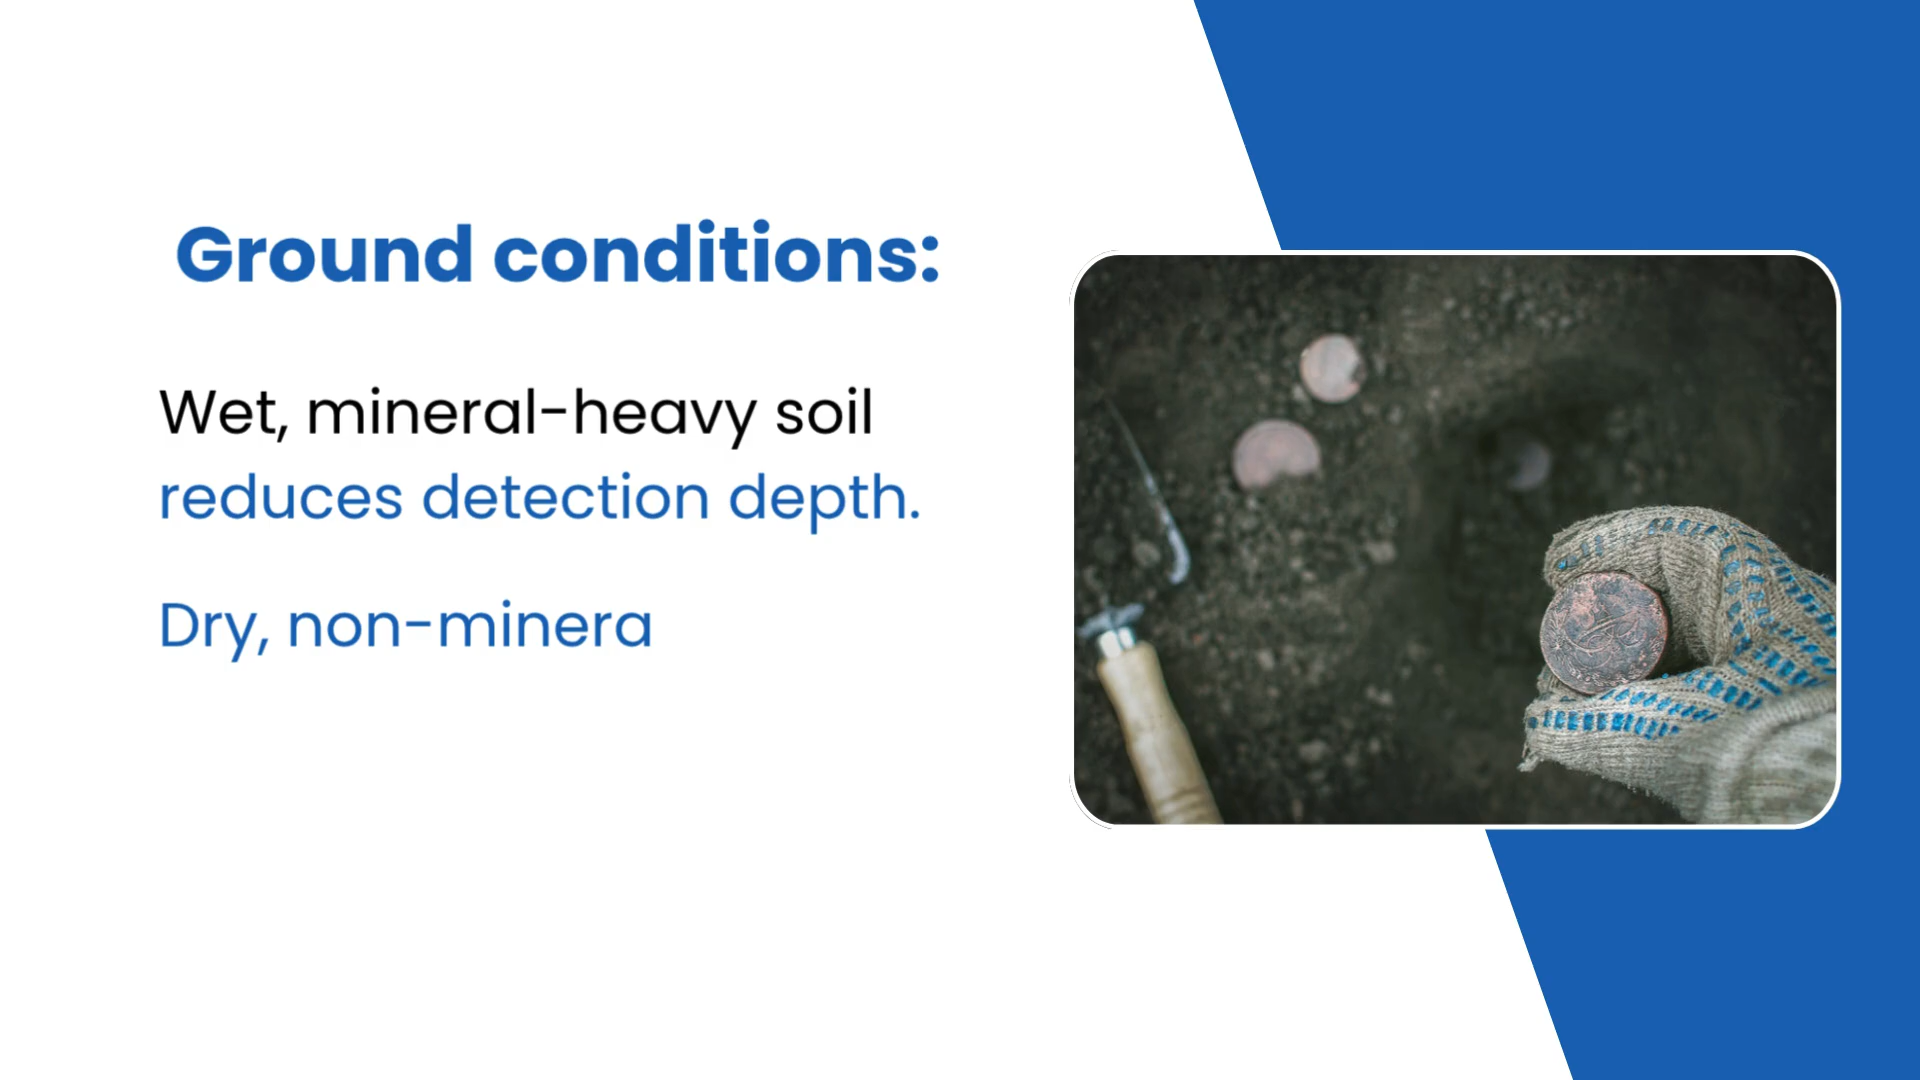 Ground conditions:
Wet, mineral-heavy soil
reduces detection depth.
Dry, non-minera